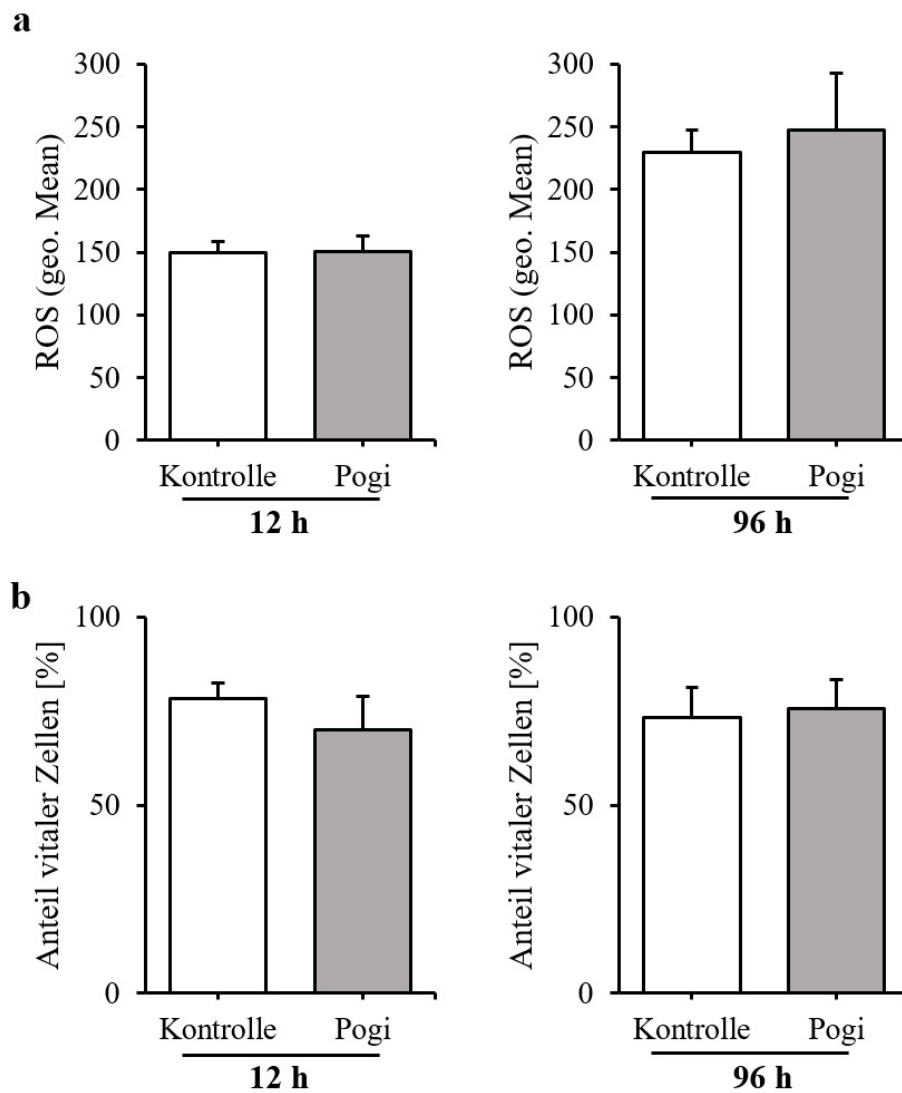 a
300
250
200
150
100
50
0
ROS (geo. Mean)
Kontrolle Pogi
12 h
300
250
200
150
100
50
0
ROS (geo. Mean)
Kontrolle Pogi
96 h
b
100
50
0
Anteil vitaler Zellen [%]
Kontrolle Pogi
12 h
100
50
0
Anteil vitaler Zellen [%]
Kontrolle Pogi
96 h